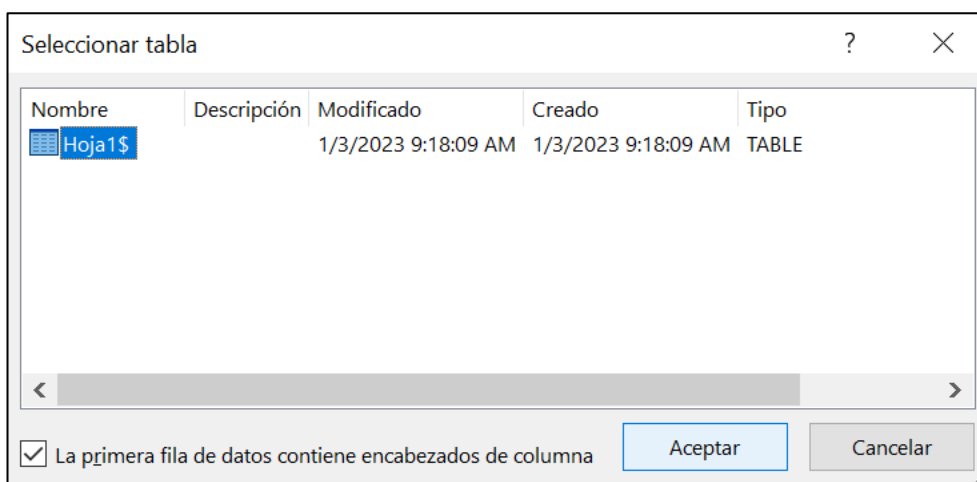 Seleccionar tabla ?
Nombre Descripción Modificado Creado Tipo
Hoja1$ 1/3/2023 9:18:09 AM 1/3/2023 9:18:09 AM TABLE
La primera fila de datos contiene encabezados de columna Aceptar Cancelar